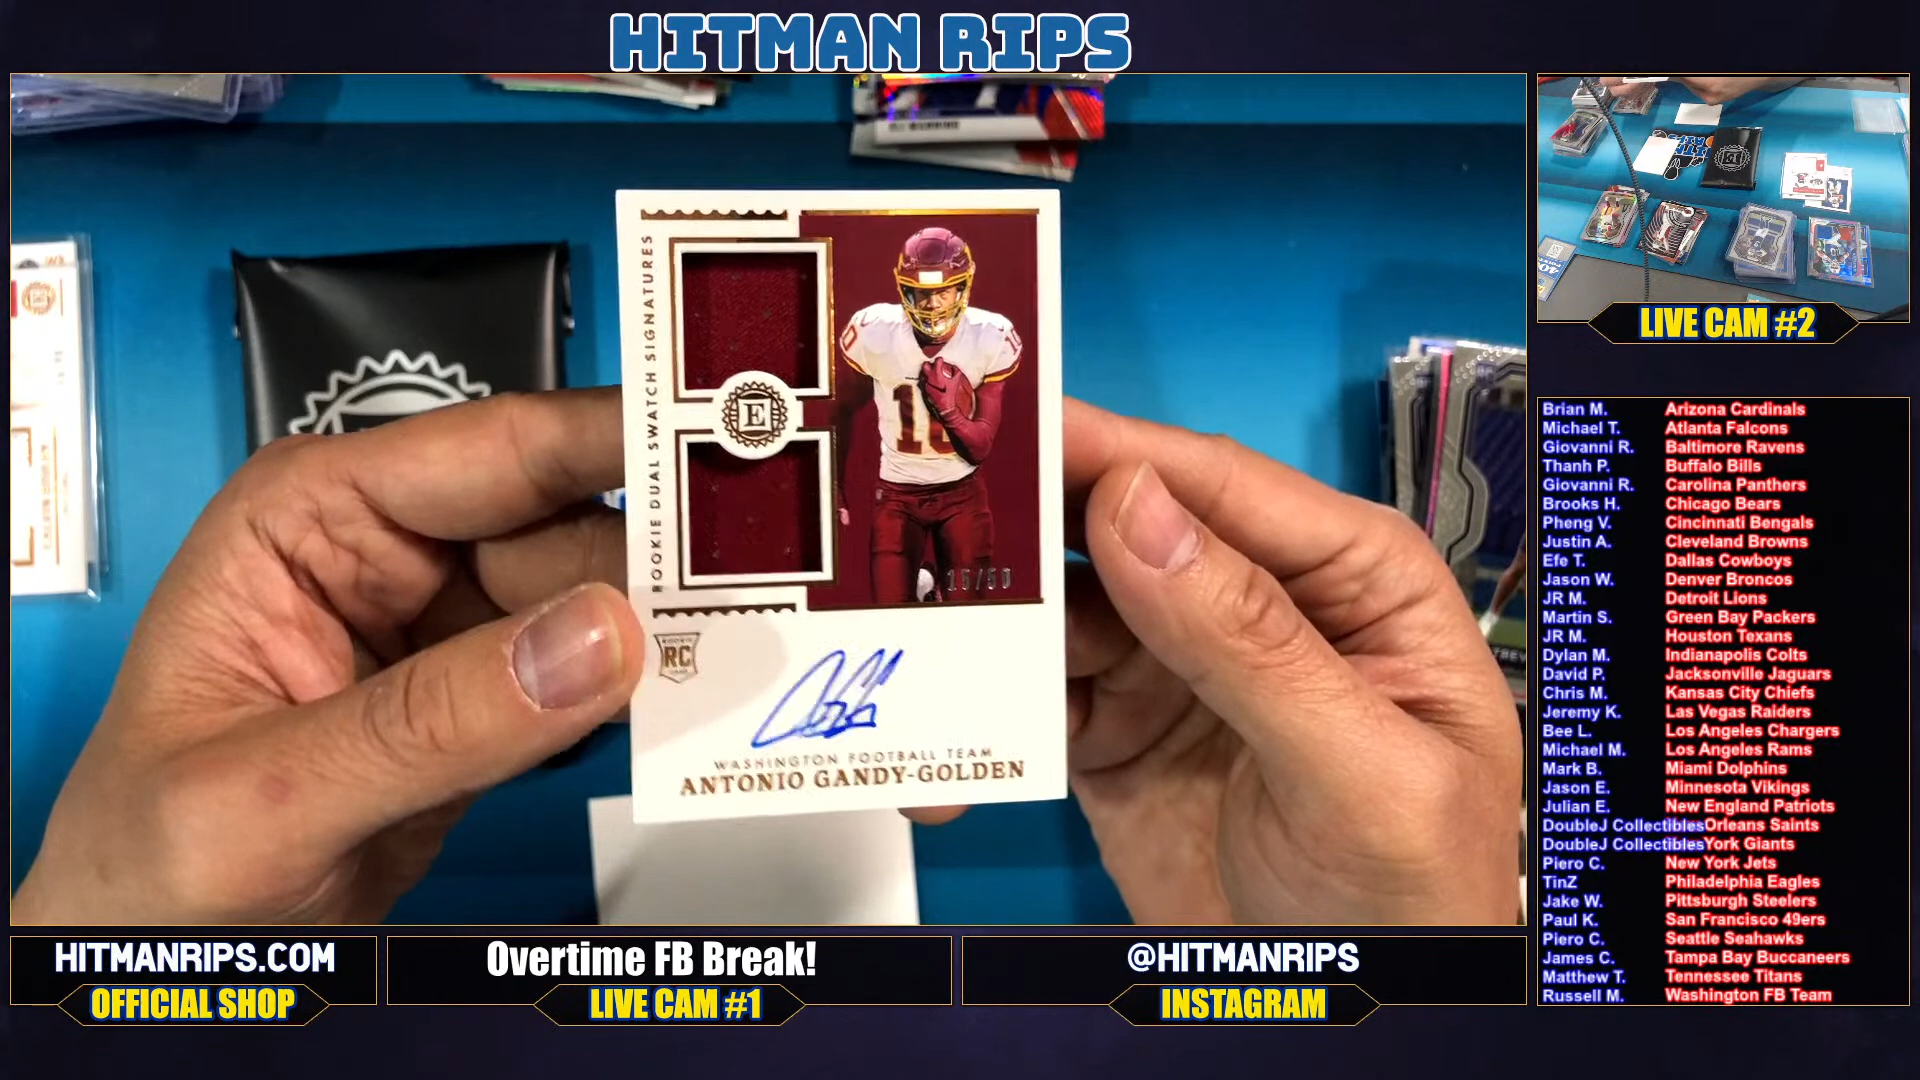 HITMAN RIPS
ROOKIE DUAL SWATCH SIGNATURES
E
10
10
15/50
RC
WASHINGTON FOOTBALL TEAM
ANTONIO GANDY-GOLDEN
LIVE CAM #2
Brian M. Arizona Cardinals
Michael T. Atlanta Falcons
Giovanni R. Baltimore Ravens
Thanh P. Buffalo Bills
Giovanni R. Carolina Panthers
Brooks H. Chicago Bears
Pheng V. Cincinnati Bengals
Justin A. Cleveland Browns
Efe T. Dallas Cowboys
Jason W. Denver Broncos
JR M. Detroit Lions
Martin S. Green Bay Packers
JR M. Houston Texans
Dylan M. Indianapolis Colts
David P. Jacksonville Jaguars
Chris M. Kansas City Chiefs
Jeremy K. Las Vegas Raiders
Bee L. Los Angeles Chargers
Michael M. Los Angeles Rams
Mark B. Miami Dolphins
Jason E. Minnesota Vikings
Julian E. New England Patriots
DoubleJ Collectibles Orleans Saints
DoubleJ Collectibles York Giants
Piero C. New York Jets
TinZ Philadelphia Eagles
Jake W. Pittsburgh Steelers
Paul K. San Francisco 49ers
Piero C. Seattle Seahawks
James C. Tampa Bay Buccaneers
Matthew T. Tennessee Titans
Russell M. Washington FB Team
HITMANRIPS.COM
OFFICIAL SHOP
Overtime FB Break!
LIVE CAM #1
@HITMANRIPS
INSTAGRAM